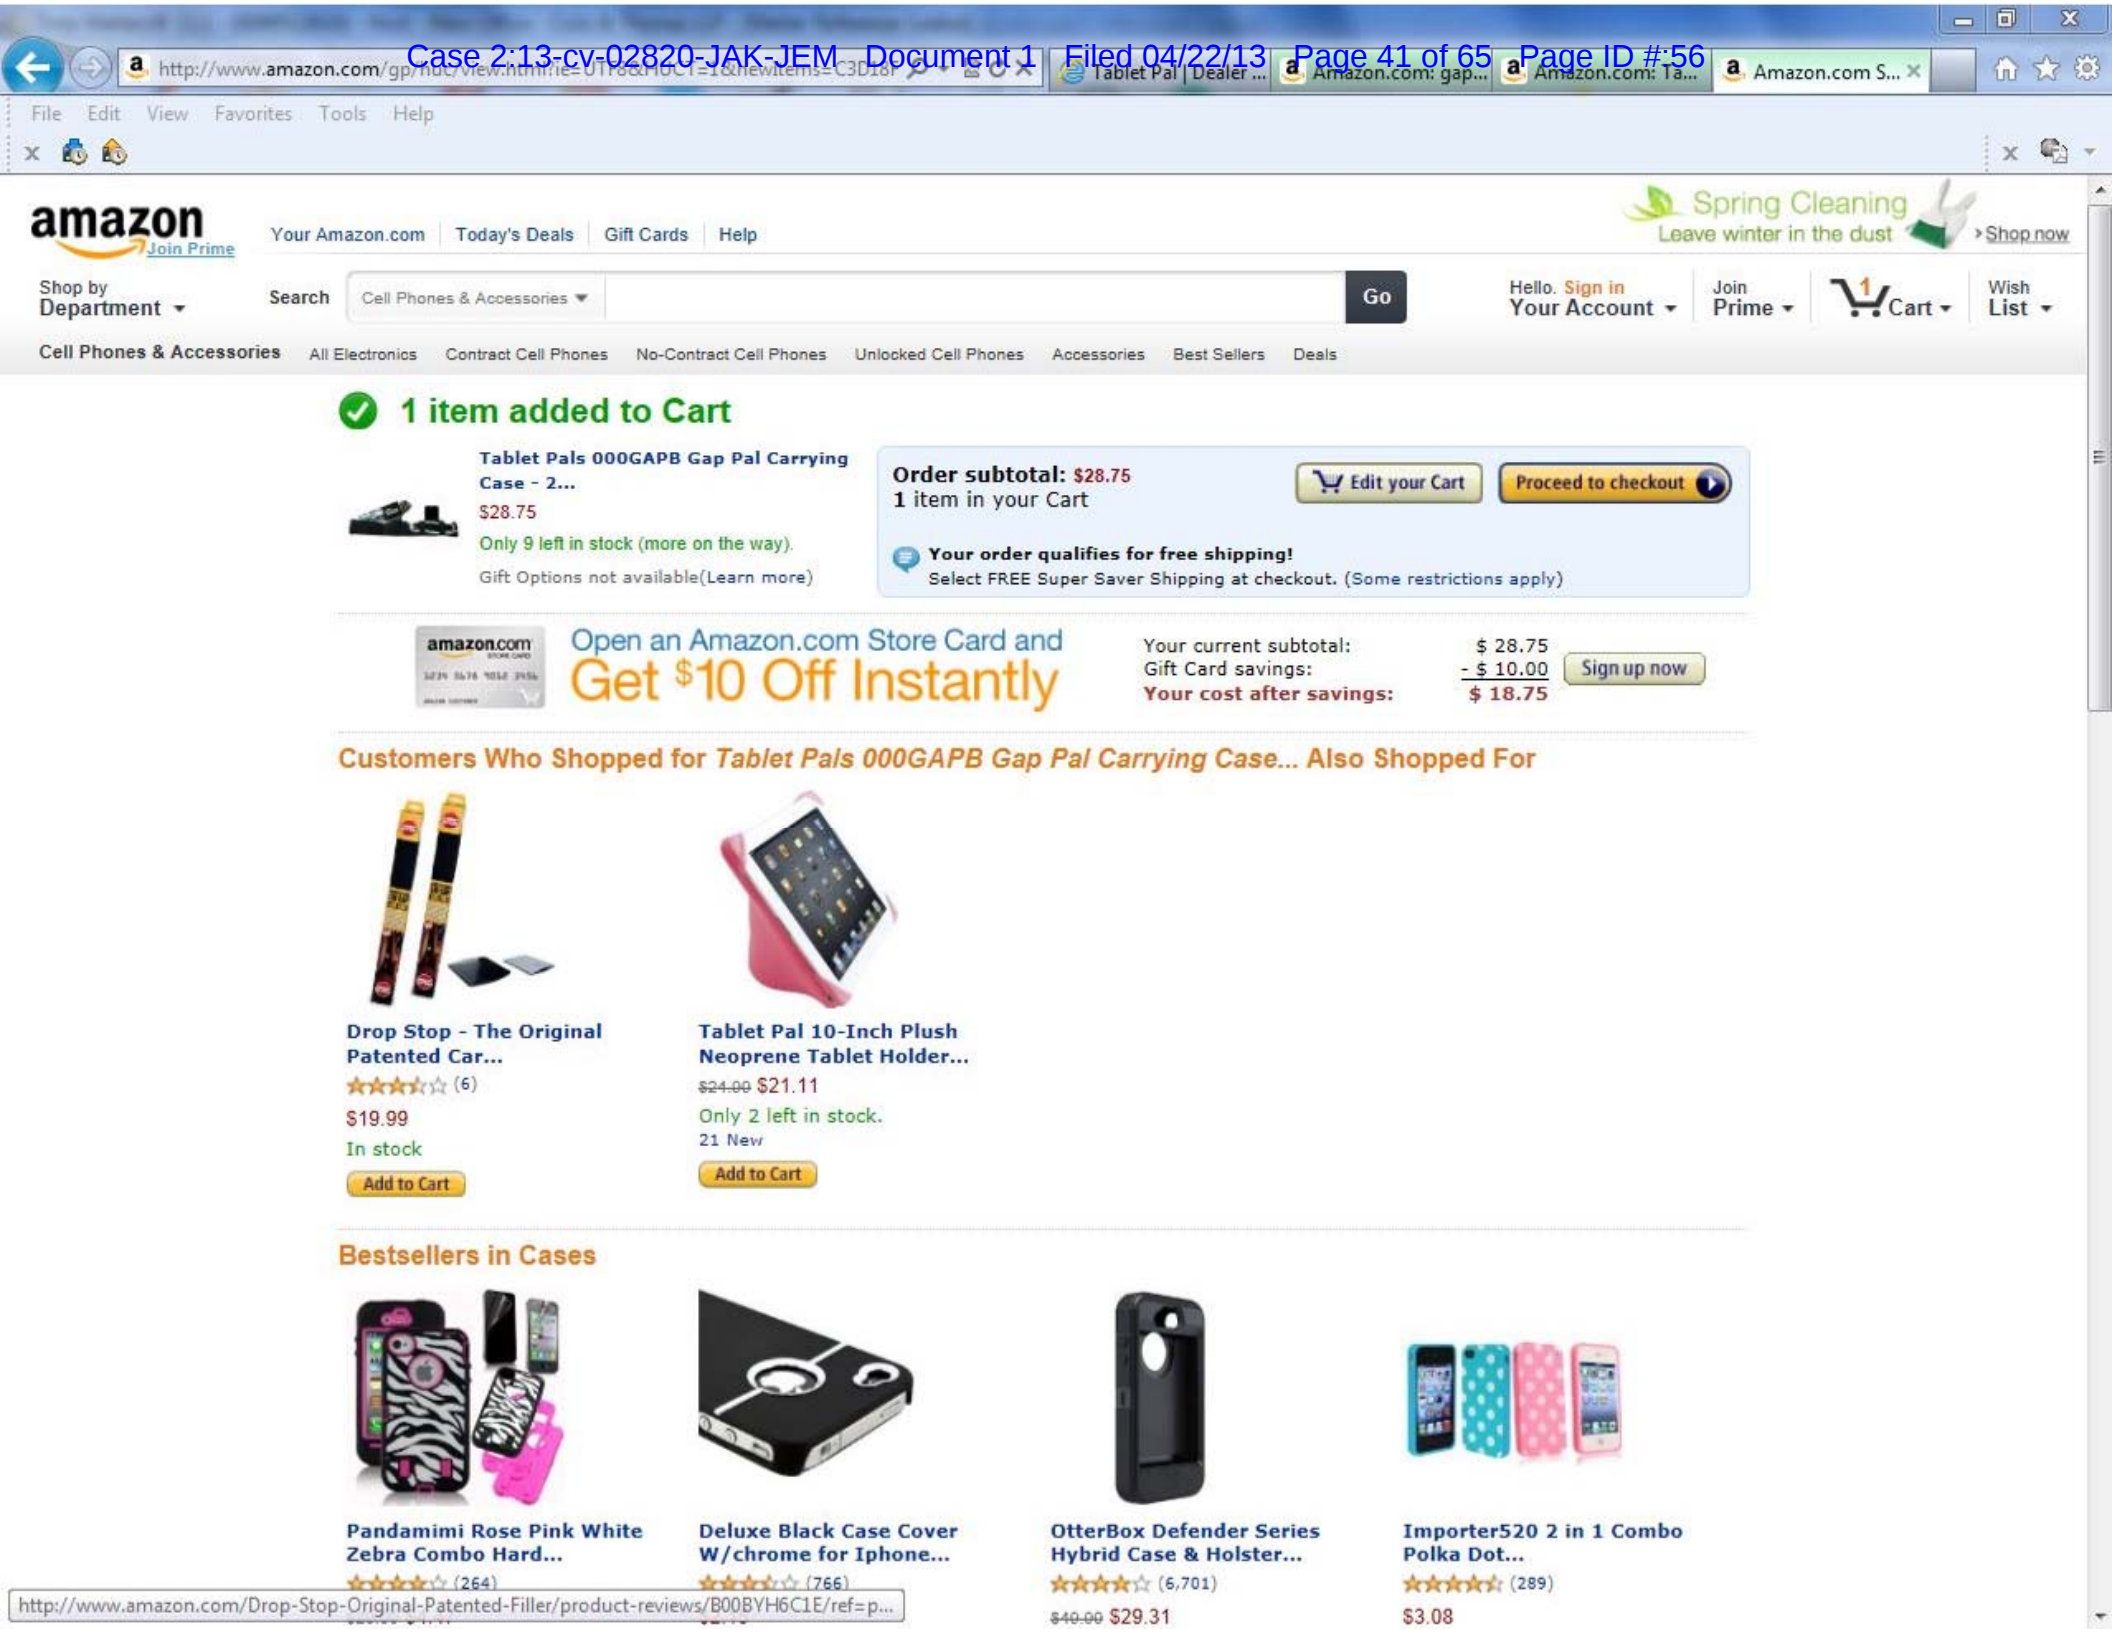 Case 2:13-cv-02820-JAK-JEM Document 1 Filed 04/22/13 Page 41 of 65 Page ID #:56
http://www.amazon.com/gp/
Tablet Pal | Dealer ...
Amazon.com: gap...
Amazon.com: Ta...
Amazon.com S...
File Edit View Favorites Tools Help
amazon
Join Prime
Your Amazon.com Today's Deals Gift Cards Help
Spring Cleaning
Leave winter in the dust
Shop now
Shop by
Department
Search Cell Phones & Accessories Go
Hello. Sign in
Your Account
Join
Prime
1
Cart
Wish
List
Cell Phones & Accessories All Electronics Contract Cell Phones No-Contract Cell Phones Unlocked Cell Phones Accessories Best Sellers Deals
1 item added to Cart
Tablet Pals 000GAPB Gap Pal Carrying
Case - 2...
$28.75
Only 9 left in stock (more on the way).
Gift Options not available(Learn more)
Order subtotal: $28.75
1 item in your Cart
Edit your Cart
Proceed to checkout
Your order qualifies for free shipping!
Select FREE Super Saver Shipping at checkout. (Some restrictions apply)
amazon.com
Open an Amazon.com Store Card and
Get $10 Off Instantly
Your current subtotal: $ 28.75
Gift Card savings: - $ 10.00
Your cost after savings: $ 18.75
Sign up now
Customers Who Shopped for Tablet Pals 000GAPB Gap Pal Carrying Case... Also Shopped For
Drop Stop - The Original
Patented Car...
(6)
$19.99
In stock
Add to Cart
Tablet Pal 10-Inch Plush
Neoprene Tablet Holder...
$24.00 $21.11
Only 2 left in stock.
21 New
Add to Cart
Bestsellers in Cases
Pandamimi Rose Pink White
Zebra Combo Hard...
(264)
Deluxe Black Case Cover
W/chrome for Iphone...
(766)
OtterBox Defender Series
Hybrid Case & Holster...
(6,701)
$40.00 $29.31
Importer520 2 in 1 Combo
Polka Dot...
(289)
$3.08
http://www.amazon.com/Drop-Stop-Original-Patented-Filler/product-reviews/B00BYH6C1E/ref=p...